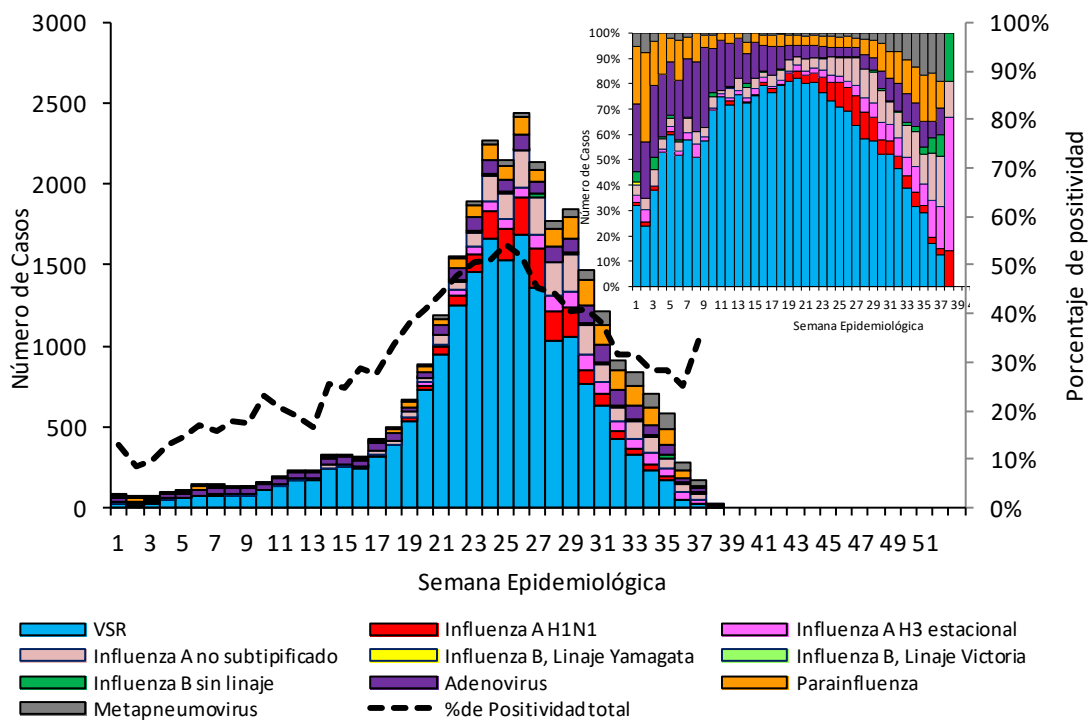 3000
2500
2000
1500
1000
500
0
Número de Casos
1 3 5 7 9 11 13 15 17 19 21 23 25 27 29 31 33 35 37 39 41 43 45 47 49 51
Semana Epidemiológica
100%
90%
80%
70%
60%
50%
40%
30%
20%
10%
0%
Porcentaje de positividad
100%
90%
80%
70%
60%
50%
40%
30%
20%
10%
0%
Número de Casos
1 3 5 7 9 11 13 15 17 19 21 23 25 27 29 31 33 35 37 39
Semana Epidemiológica
VSR Influenza A H1N1 Influenza A H3 estacional
Influenza A no subtipificado Influenza B, Linaje Yamagata Influenza B, Linaje Victoria
Influenza B sin linaje Adenovirus Parainfluenza
Metapneumovirus %de Positividad total